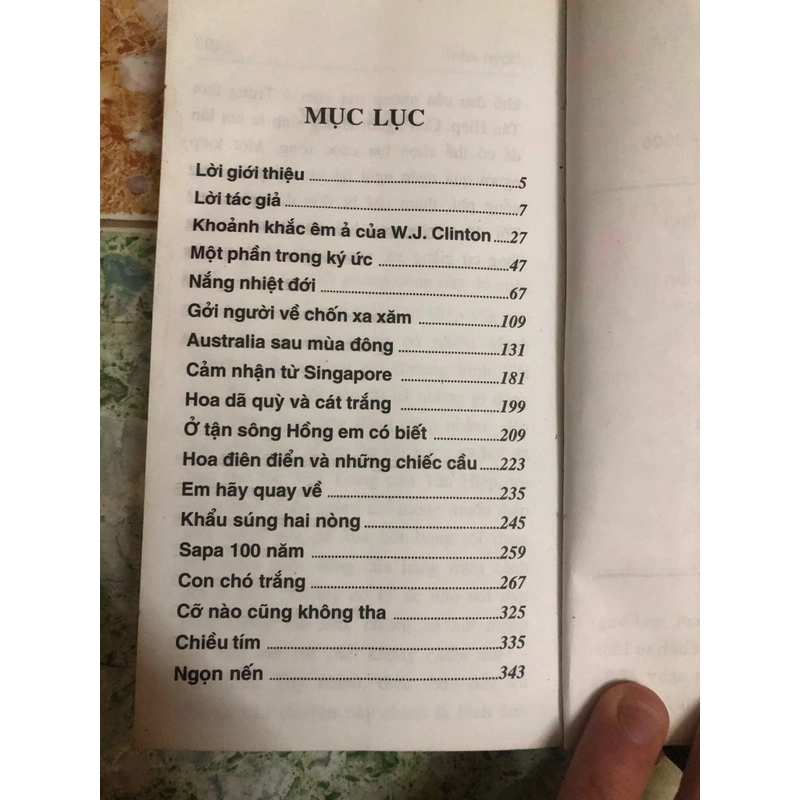 MỤC LỤC
Lời giới thiệu ........ 5
Lời tác giả ........ 7
Khoảnh khắc êm ả của W.J. Clinton ....27
Một phần trong ký ức ........ 47
Nắng nhiệt đới ........ 67
Gởi người về chốn xa xăm ........ 109
Australia sau mùa đông ........ 131
Cảm nhận từ Singapore ........ 181
Hoa dã quỳ và cát trắng ........ 199
Ở tận sông Hồng em có biết ........ 209
Hoa điên điển và những chiếc cầu .....223
Em hãy quay về ........ 235
Khẩu súng hai nòng ........ 245
Sapa 100 năm ........ 259
Con chó trắng ........ 267
Cỡ nào cũng không tha ........ 325
Chiều tím ........ 335
Ngọn nến ........ 343